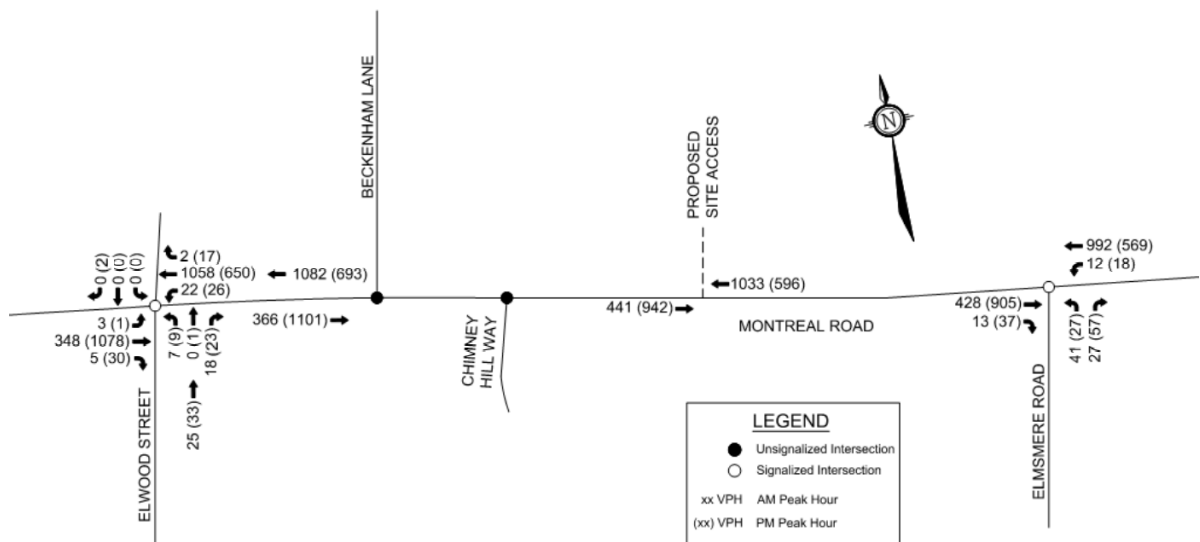 BECKENHAM LANE
PROPOSED
SITE ACCESS
N
0 (2)
0 (0)
0 (0)
2 (17)
1058 (650)
22 (26)
1082 (693)
1033 (596)
992 (569)
12 (18)
3 (1)
348 (1078)
5 (30)
7 (9)
0 (1)
18 (23)
25 (33)
366 (1101)
441 (942)
MONTREAL ROAD
428 (905)
13 (37)
41 (27)
27 (57)
CHIMNEY
HILL WAY
ELWOOD STREET
ELMSMERE ROAD
LEGEND
Unsignalized Intersection
Signalized Intersection
xx VPH AM Peak Hour
(xx) VPH PM Peak Hour